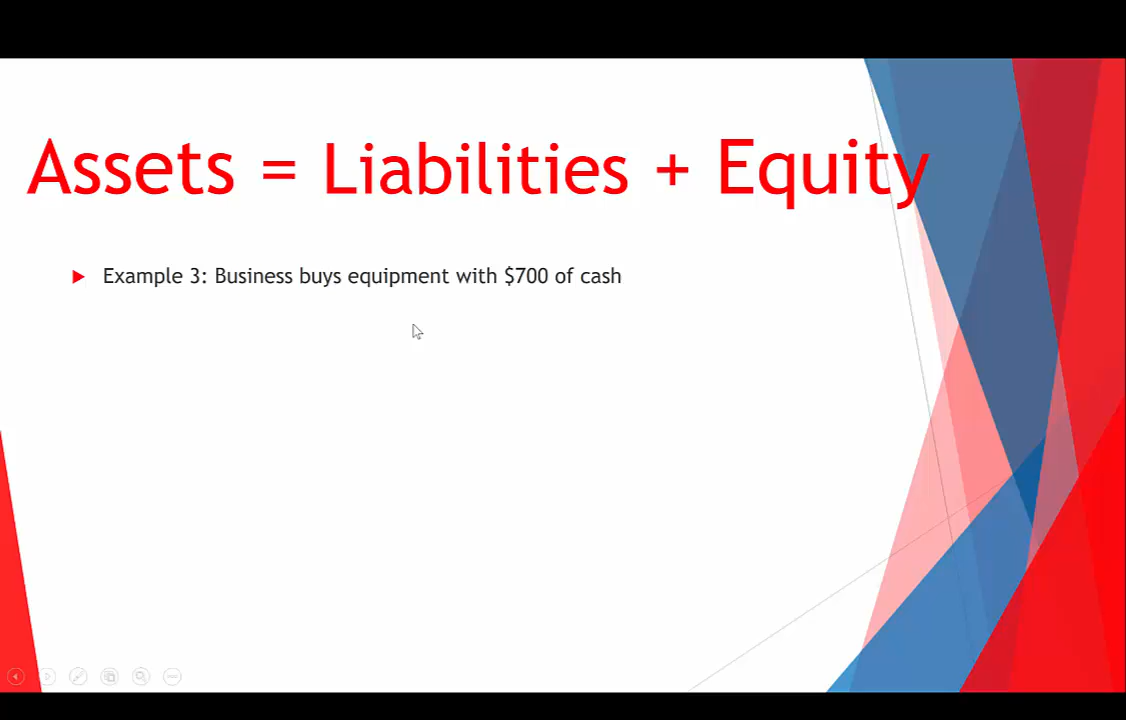 Assets = Liabilities + Equity
Example 3: Business buys equipment with $700 of cash